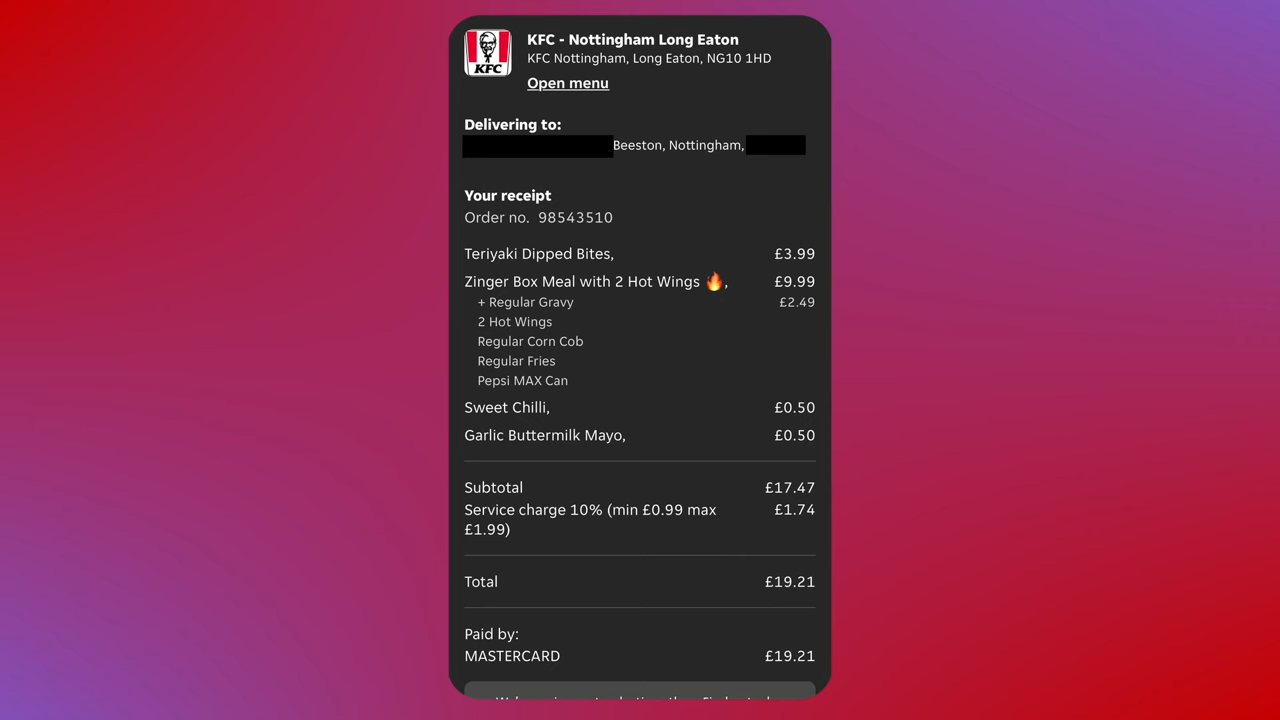 KFC
KFC - Nottingham Long Eaton
KFC Nottingham, Long Eaton, NG10 1HD
Open menu
Delivering to:
Beeston, Nottingham,
Your receipt
Order no. 98543510
Teriyaki Dipped Bites, £3.99
Zinger Box Meal with 2 Hot Wings 🔥, £9.99
+ Regular Gravy £2.49
2 Hot Wings
Regular Corn Cob
Regular Fries
Pepsi MAX Can
Sweet Chilli, £0.50
Garlic Buttermilk Mayo, £0.50
Subtotal £17.47
Service charge 10% (min £0.99 max £1.74
£1.99)
Total £19.21
Paid by:
MASTERCARD £19.21